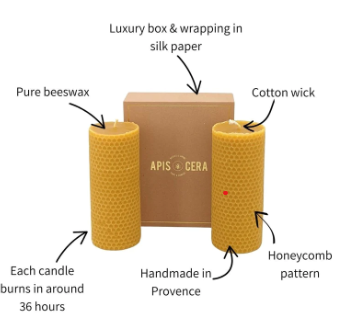 Luxury box & wrapping in
silk paper
Pure beeswax
Cotton wick
APIS CERA
Honeycomb
pattern
Each candle
burns in around
36 hours
Handmade in
Provence